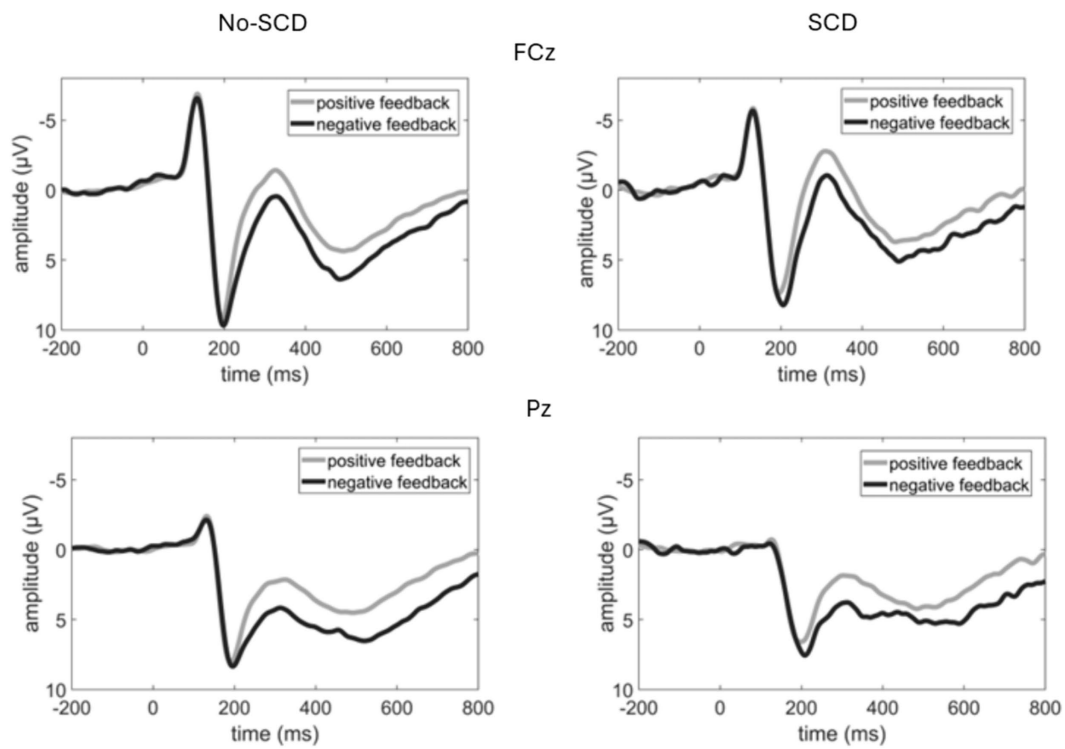 No-SCD
SCD
FCz
positive feedback
negative feedback
-5
0
5
10
amplitude (µV)
-200 0 200 400 600 800
time (ms)
positive feedback
negative feedback
-5
0
5
10
amplitude (µV)
-200 0 200 400 600 800
time (ms)
Pz
positive feedback
negative feedback
-5
0
5
10
amplitude (µV)
-200 0 200 400 600 800
time (ms)
positive feedback
negative feedback
-5
0
5
10
amplitude (µV)
-200 0 200 400 600 800
time (ms)